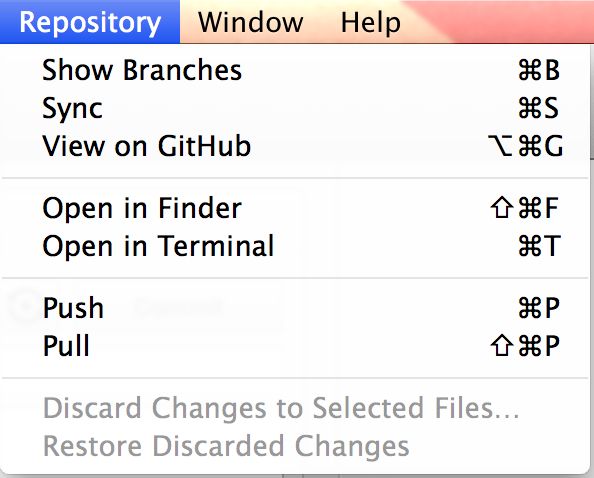 Repository Window Help
Show Branches ⌘B
Sync ⌘S
View on GitHub ⌥⌘G
Open in Finder ⇧⌘F
Open in Terminal ⌘T
Push ⌘P
Pull ⇧⌘P
Discard Changes to Selected Files...
Restore Discarded Changes